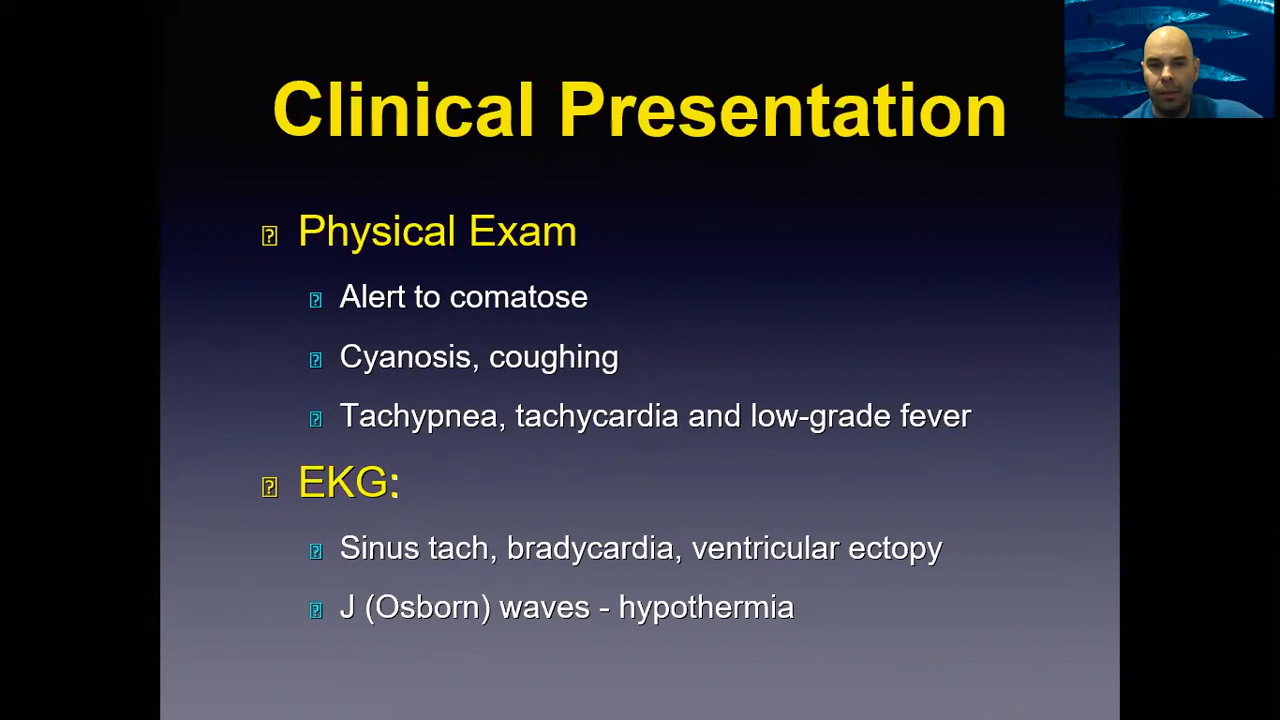 Clinical Presentation
Physical Exam
Alert to comatose
Cyanosis, coughing
Tachypnea, tachycardia and low-grade fever
EKG:
Sinus tach, bradycardia, ventricular ectopy
J (Osborn) waves - hypothermia